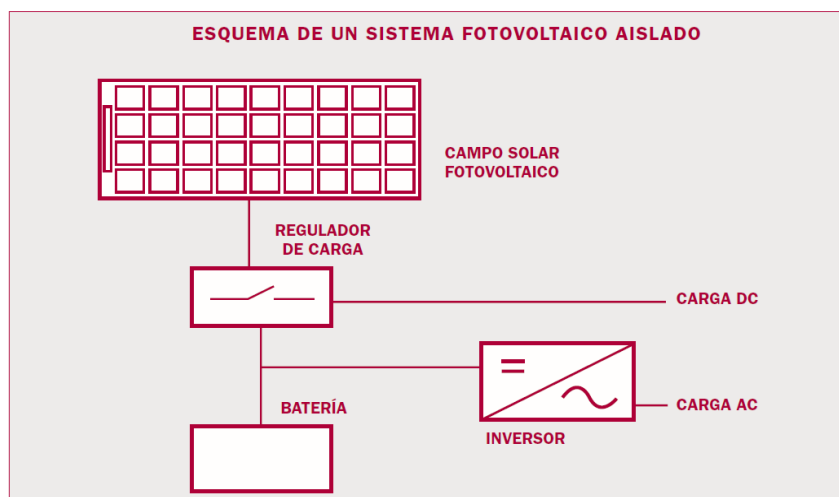 ESQUEMA DE UN SISTEMA FOTOVOLTAICO AISLADO
CAMPO SOLAR
FOTOVOLTAICO
REGULADOR
DE CARGA
CARGA DC
CARGA AC
BATERÍA
INVERSOR